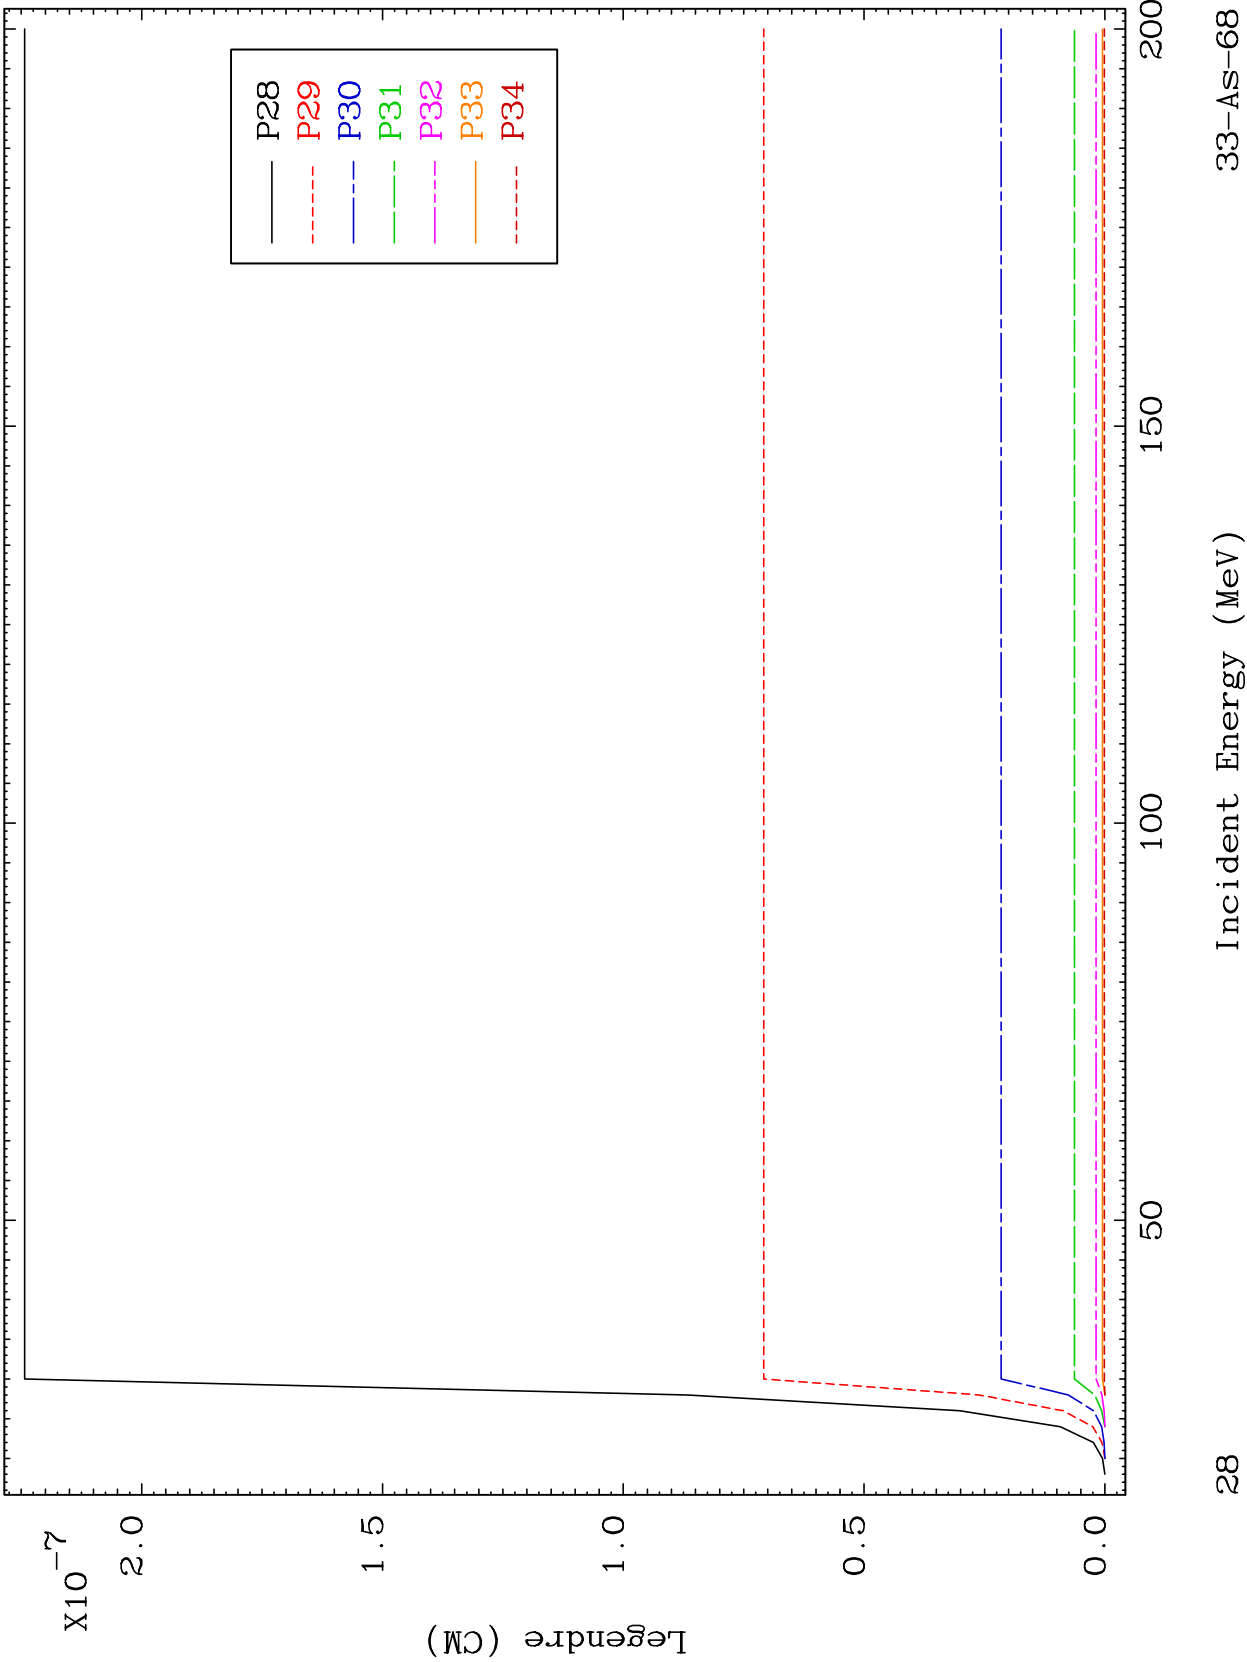 X10-7
2.0
1.5
1.0
0.5
0.0
Legendre (CM)
P28
P29
P30
P31
P32
P33
P34
50
100
150
200
28
Incident Energy (MeV)
33-As-68